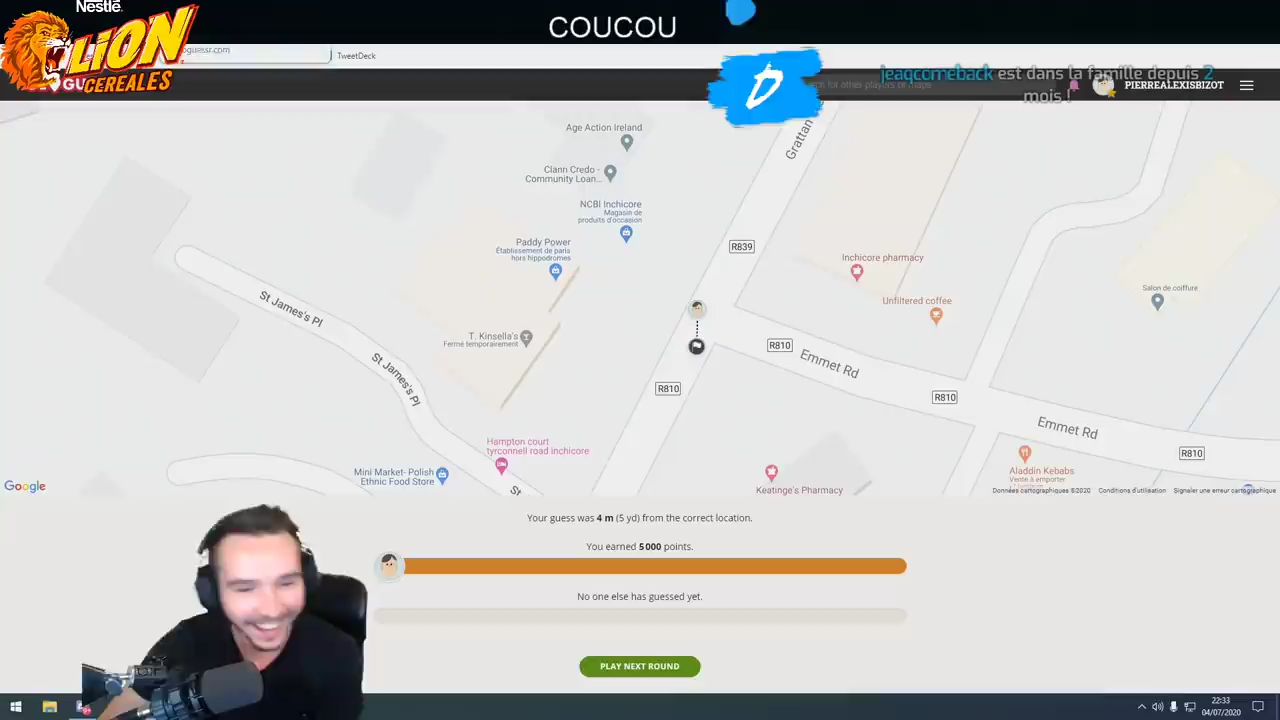 Nestlé
LION
CEREALES
COUCOU
TweetDeck
jeaqcomeback est dans la famille depuis 2
mois !
PIERREALEXISBIZOT
Age Action Ireland
Grattan
Clann Credo -
Community Loan...
NCBI Inchicore
Magasin de
produits d'occasion
Paddy Power
Établissement de paris
hors hippodromes
R839
Inchicore pharmacy
Unfiltered coffee
Salon de coiffure
St James's Pl
T. Kinsella's
Fermé temporairement
R810
Emmet Rd
St James's Pl
R810
R810
Emmet Rd
R810
Hampton court
tyrconnell road inchicore
Mini Market- Polish
Ethnic Food Store
St
Keatinge's Pharmacy
Aladdin Kebabs
Vente à emporter
Google
Données cartographiques ©2020
Conditions d'utilisation
Signaler une erreur cartographique
Your guess was 4 m (5 yd) from the correct location.
You earned 5 000 points.
No one else has guessed yet.
PLAY NEXT ROUND
22:33
04/07/2020